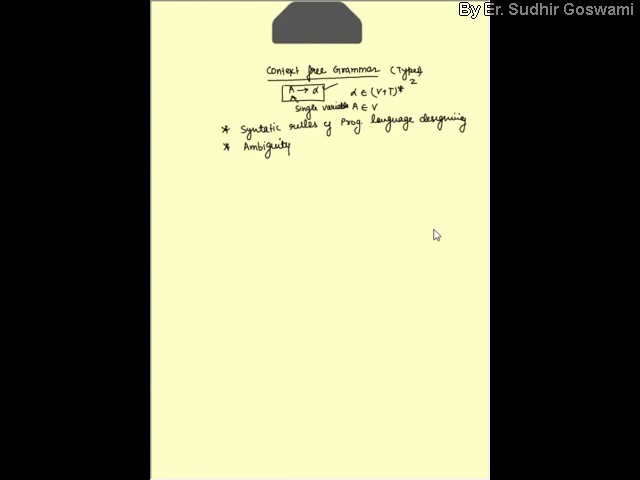 By Er. Sudhir Goswami
Context free Grammar (Type 2)
A → α α ∈ (V+T)*
Single variable A ∈ V
* Syntatic rules of Prog. language designing
* Ambiguity